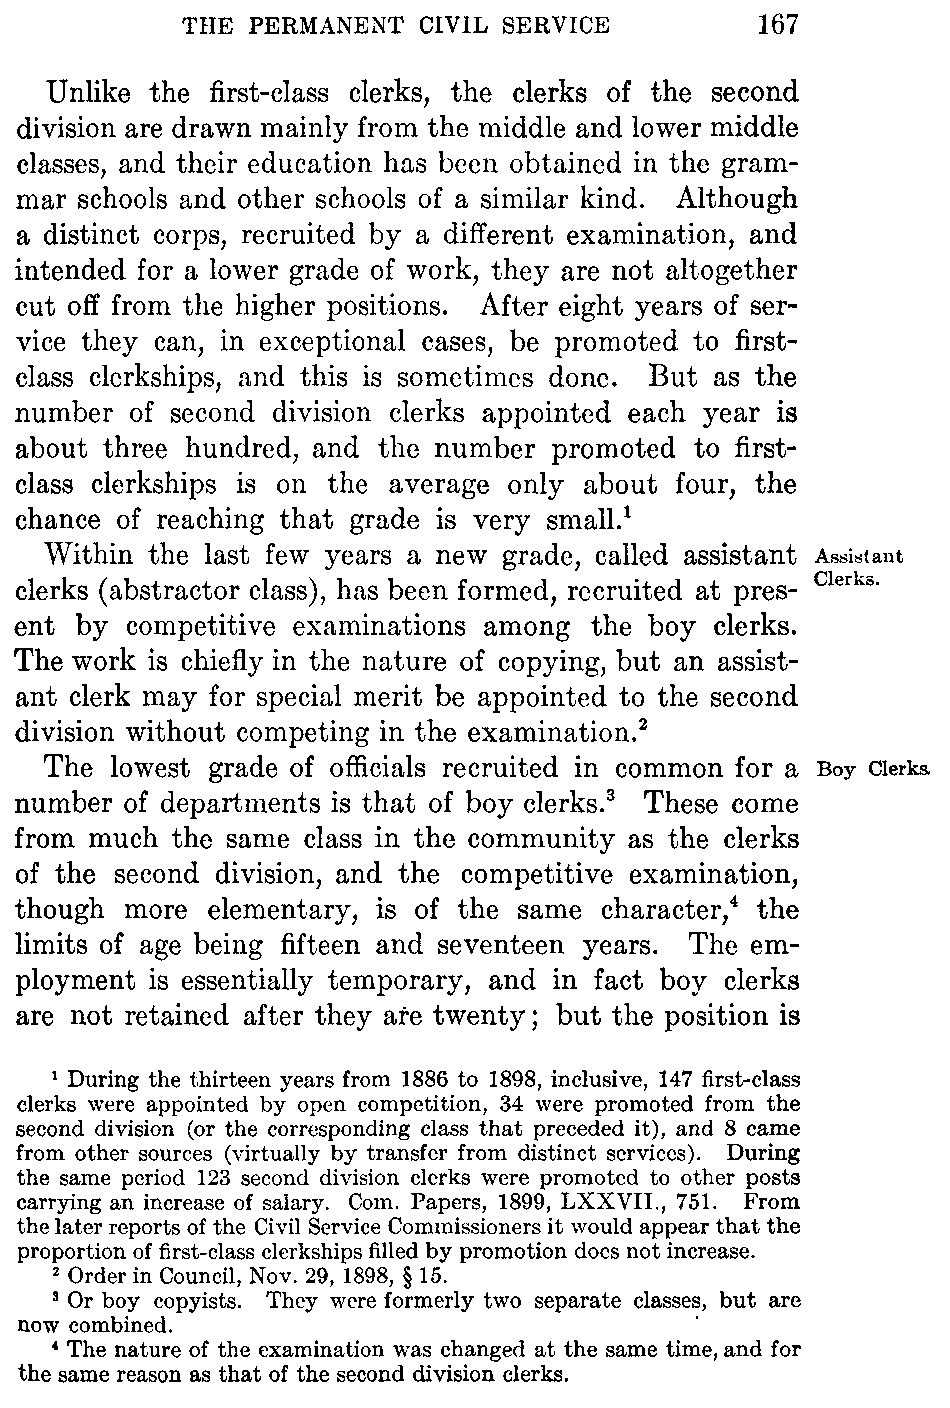 THE PERMANENT CIVIL SERVICE 167
Unlike the first-class clerks, the clerks of the second
division are drawn mainly from the middle and lower middle
classes, and their education has been obtained in the gram-
mar schools and other schools of a similar kind. Although
a distinct corps, recruited by a different examination, and
intended for a lower grade of work, they are not altogether
cut off from the higher positions. After eight years of ser-
vice they can, in exceptional cases, be promoted to first-
class clerkships, and this is sometimes done. But as the
number of second division clerks appointed each year is
about three hundred, and the number promoted to first-
class clerkships is on the average only about four, the
chance of reaching that grade is very small.¹
Within the last few years a new grade, called assistant
Assistant
Clerks.
clerks (abstractor class), has been formed, recruited at pres-
ent by competitive examinations among the boy clerks.
The work is chiefly in the nature of copying, but an assist-
ant clerk may for special merit be appointed to the second
division without competing in the examination.²
The lowest grade of officials recruited in common for a
Boy Clerks.
number of departments is that of boy clerks.³ These come
from much the same class in the community as the clerks
of the second division, and the competitive examination,
though more elementary, is of the same character,⁴ the
limits of age being fifteen and seventeen years. The em-
ployment is essentially temporary, and in fact boy clerks
are not retained after they are twenty; but the position is
¹ During the thirteen years from 1886 to 1898, inclusive, 147 first-class
clerks were appointed by open competition, 34 were promoted from the
second division (or the corresponding class that preceded it), and 8 came
from other sources (virtually by transfer from distinct services). During
the same period 123 second division clerks were promoted to other posts
carrying an increase of salary. Com. Papers, 1899, LXXVII., 751. From
the later reports of the Civil Service Commissioners it would appear that the
proportion of first-class clerkships filled by promotion does not increase.
² Order in Council, Nov. 29, 1898, § 15.
³ Or boy copyists. They were formerly two separate classes, but are
now combined.
⁴ The nature of the examination was changed at the same time, and for
the same reason as that of the second division clerks.